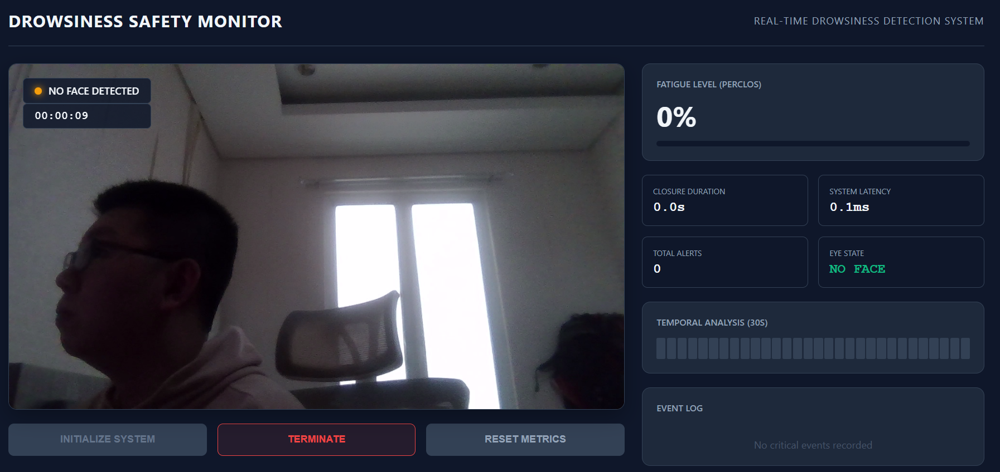 DROWSINESS SAFETY MONITOR
REAL-TIME DROWSINESS DETECTION SYSTEM
NO FACE DETECTED
00:00:09
FATIGUE LEVEL (PERCLOS)
0%
CLOSURE DURATION
0.0s
SYSTEM LATENCY
0.1ms
TOTAL ALERTS
0
EYE STATE
NO FACE
TEMPORAL ANALYSIS (30S)
EVENT LOG
No critical events recorded
INITIALIZE SYSTEM
TERMINATE
RESET METRICS